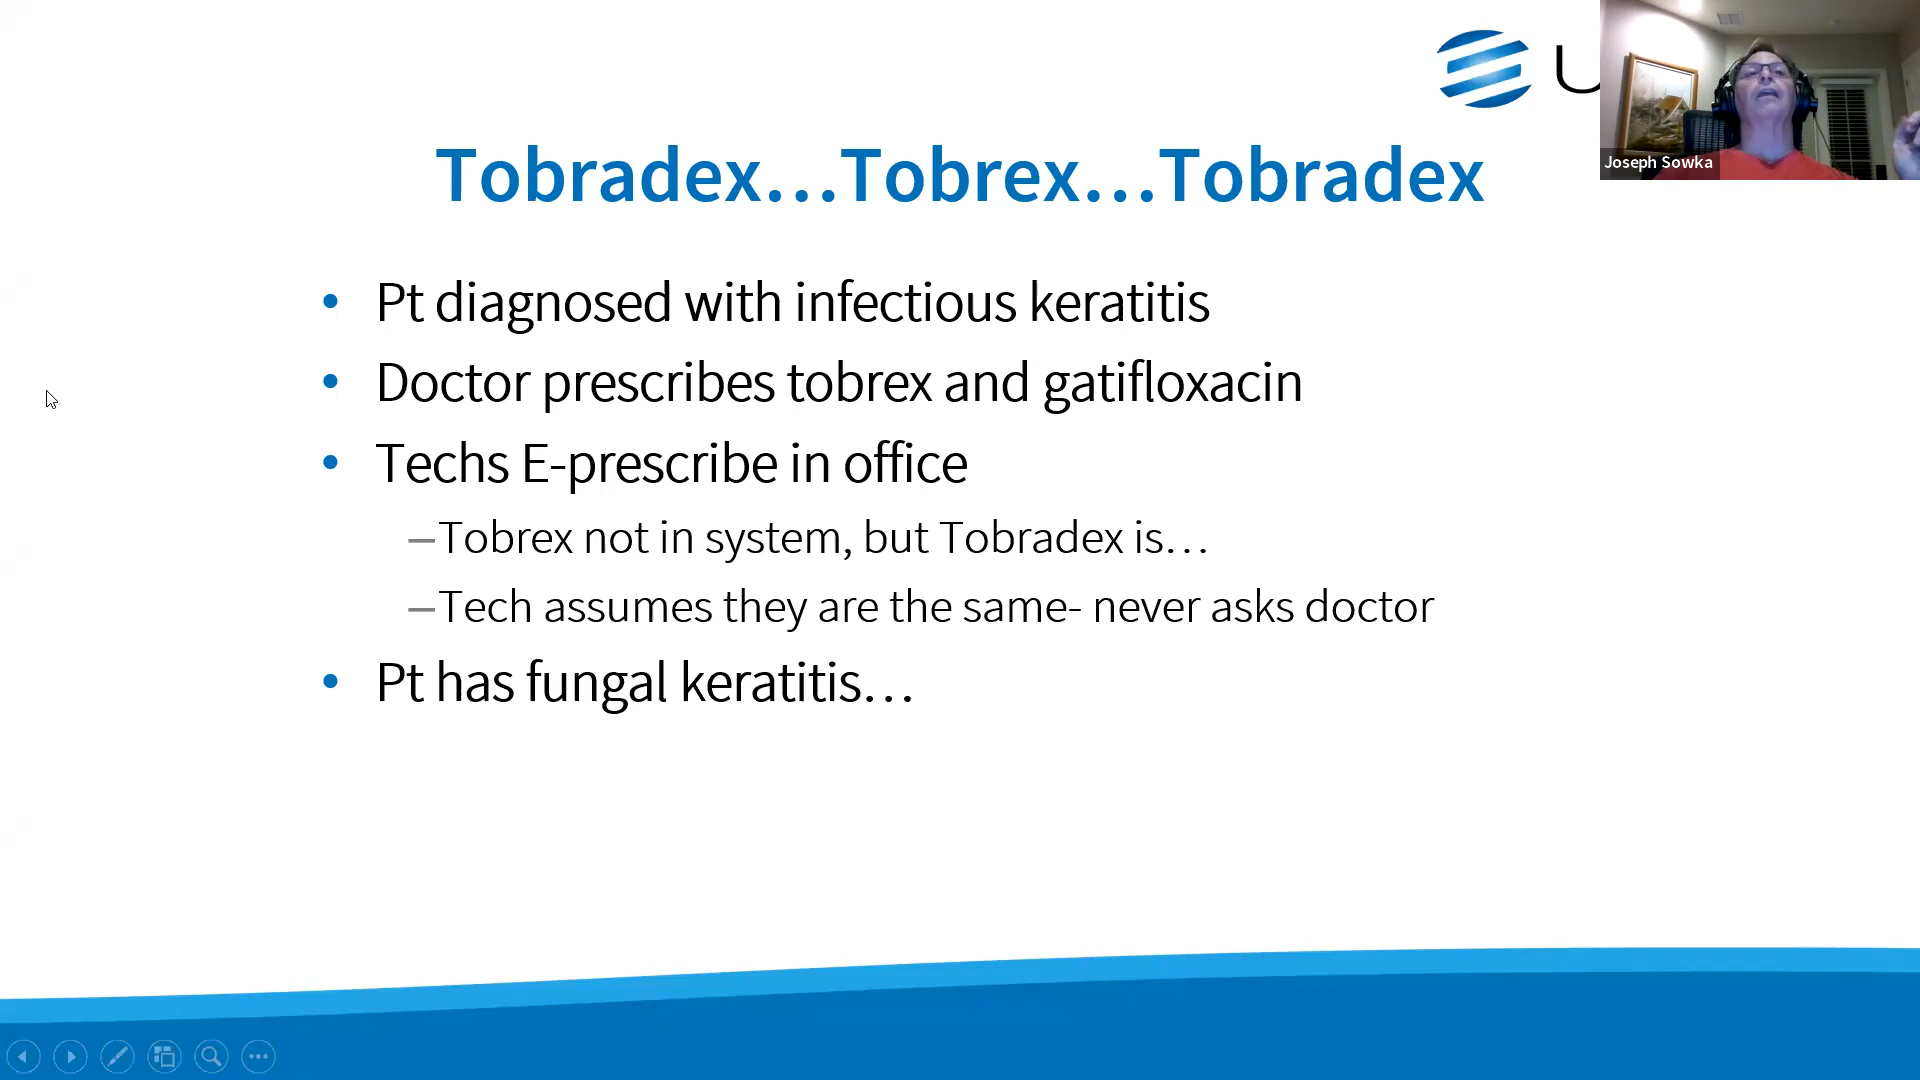 U
Joseph Sowka
Tobradex...Tobrex...Tobradex
• Pt diagnosed with infectious keratitis
• Doctor prescribes tobrex and gatifloxacin
• Techs E-prescribe in office
–Tobrex not in system, but Tobradex is...
–Tech assumes they are the same- never asks doctor
• Pt has fungal keratitis...